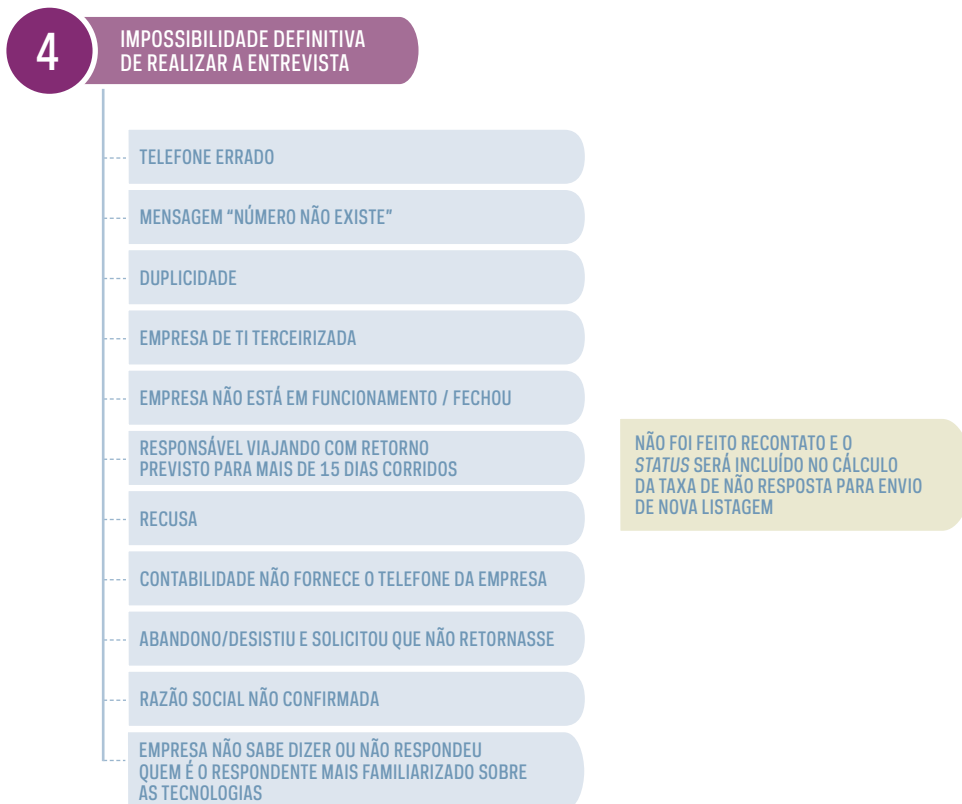 4
IMPOSSIBILIDADE DEFINITIVA
DE REALIZAR A ENTREVISTA
TELEFONE ERRADO
MENSAGEM “NÚMERO NÃO EXISTE”
DUPLICIDADE
EMPRESA DE TI TERCEIRIZADA
EMPRESA NÃO ESTÁ EM FUNCIONAMENTO / FECHOU
RESPONSÁVEL VIAJANDO COM RETORNO
PREVISTO PARA MAIS DE 15 DIAS CORRIDOS
RECUSA
CONTABILIDADE NÃO FORNECE O TELEFONE DA EMPRESA
ABANDONO/DESISTIU E SOLICITOU QUE NÃO RETORNASSE
RAZÃO SOCIAL NÃO CONFIRMADA
EMPRESA NÃO SABE DIZER OU NÃO RESPONDEU
QUEM É O RESPONDENTE MAIS FAMILIARIZADO SOBRE
AS TECNOLOGIAS
NÃO FOI FEITO RECONTATO E O
STATUS SERÁ INCLUÍDO NO CÁLCULO
DA TAXA DE NÃO RESPOSTA PARA ENVIO
DE NOVA LISTAGEM